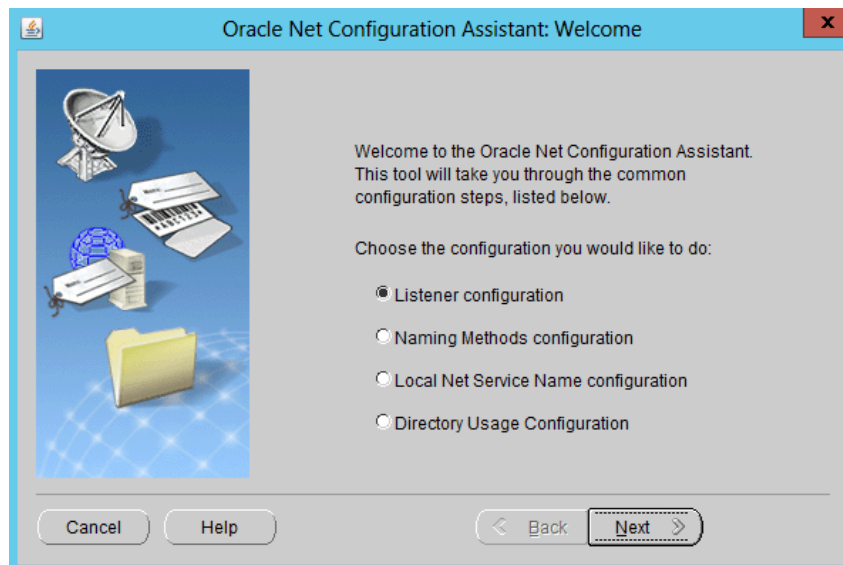 Oracle Net Configuration Assistant: Welcome
x
Welcome to the Oracle Net Configuration Assistant.
This tool will take you through the common
configuration steps, listed below.
Choose the configuration you would like to do:
Listener configuration
Naming Methods configuration
Local Net Service Name configuration
Directory Usage Configuration
Cancel
Help
Back
Next